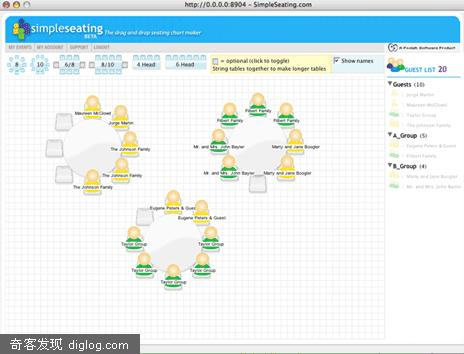 http://0.0.0.0:8904 - SimpleSeating.com
simpleseating
BETA
The drag and drop seating chart maker
MY EVENTS
MY ACCOUNT
SUPPORT
LOGOUT
8
10
6/8
8/10
4 Head
6 Head
= optional (click to toggle)
String tables together to make longer tables
Show names
A Foolish Software Product
GUEST LIST 20
Guests (10)
Jorge Martin
Maureen McClowd
Taylor Group
The Johnson Family
A_Group (5)
Eugene Peters & Guest
Fibert Family
B_Group (4)
Marty and Jane Boogler
Mr. and Mrs. John Baylor
Maureen McClowd
Jorge Martin
The Johnson Family
The Johnson Family
The Johnson Family
Fibert Family
Fibert Family
Fibert Family
Mr. and Mrs. John Baylor
Marty and Jane Boogler
Mr. and Mrs. John Baylor
Marty and Jane Boogler
Eugene Peters & Guest
Eugene Peters & Guest
Taylor Group
Taylor Group
Taylor Group
Taylor Group
Taylor Group
奇客发现 diglog.com